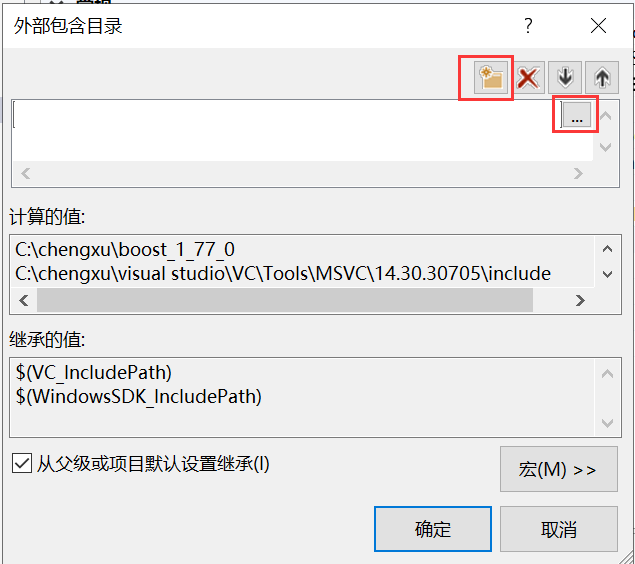 外部包含目录
?
...
计算的值:
C:\chengxu\boost_1_77_0
C:\chengxu\visual studio\VC\Tools\MSVC\14.30.30705\include
继承的值:
$(VC_IncludePath)
$(WindowsSDK_IncludePath)
从父级或项目默认设置继承(I)
宏(M) >>
确定
取消